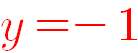 y = - 1